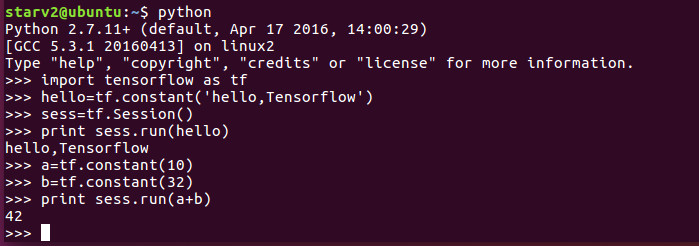 starv2@ubuntu:~$ python
Python 2.7.11+ (default, Apr 17 2016, 14:00:29)
[GCC 5.3.1 20160413] on linux2
Type "help", "copyright", "credits" or "license" for more information.
>>> import tensorflow as tf
>>> hello=tf.constant('hello,Tensorflow')
>>> sess=tf.Session()
>>> print sess.run(hello)
hello,Tensorflow
>>> a=tf.constant(10)
>>> b=tf.constant(32)
>>> print sess.run(a+b)
42
>>>